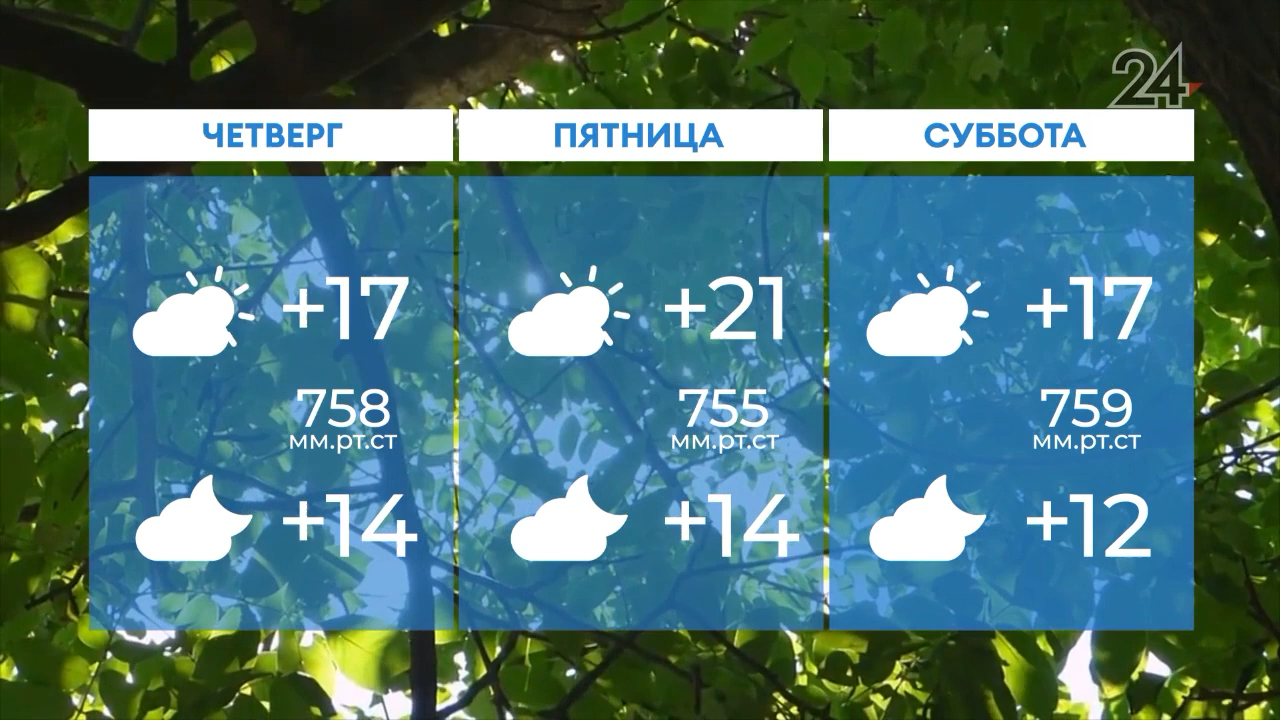 24
ЧЕТВЕРГ
ПЯТНИЦА
СУББОТА
+17
+21
+17
758
мм.рт.ст
755
мм.рт.ст
759
мм.рт.ст
+14
+14
+12